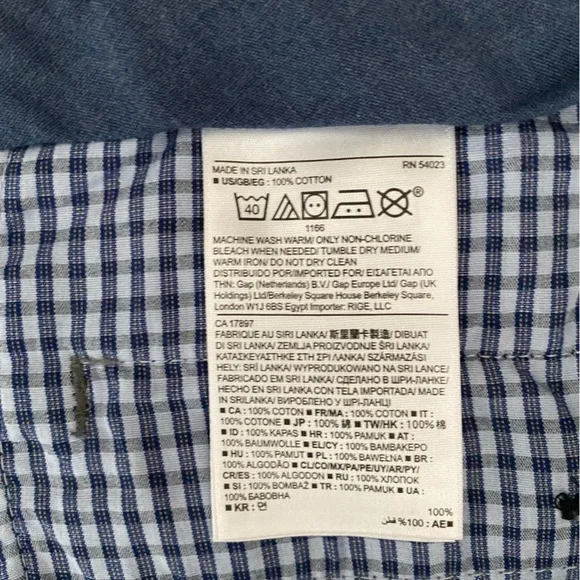 MADE IN SRI LANKA RN 54023
■ US/GB/EG : 100% COTTON
40
®
1166
MACHINE WASH WARM/ ONLY NON-CHLORINE
BLEACH WHEN NEEDED/ TUMBLE DRY MEDIUM/
WARM IRON/ DO NOT DRY CLEAN
DISTRIBUIDO POR/IMPORTED FOR/ ΕΙΣΑΓΕΤΑΙ ΑΠΟ
ΤΗΝ: Gap (Netherlands) B.V./ Gap Europe Ltd/ Gap (UK
Holdings) Ltd/Berkeley Square House Berkeley Square,
London W1J 6BS Egypt Importer: RIGE, LLC
CA 17897
FABRIQUE AU SIRI LANKA/ 斯里蘭卡製造/ DIBUAT
DI SRI LANKA/ ZEMLJA PROIZVODNJE ŠRI LANKA/
ΚΑΤΑΣΚΕΥΑΣΤΗΚΕ ΣΤΗ ΣΡΙ ΛΑΝΚΑ/ SZÁRMAZÁSI
HELY: SRÍ LANKA/ WYPRODUKOWANO NA SRI LANCE/
FABRICADO EM SRI LANKA/ СДЕЛАНО В ШРИ-ЛАНКЕ/
HECHO EN SRI LANKA CON TELA IMPORTADA/ MADE IN
SRILANKA/ ВИРОБЛЕНО У ШРІ-ЛАНЦІ
■ CA : 100% COTON ■ FR/MA : 100% COTON ■ IT :
100% COTONE ■ JP : 100% 綿 ■ TW/HK : 100% 棉
■ ID : 100% KAPAS ■ HR : 100% PAMUK ■ AT :
100% BAUMWOLLE ■ EL/CY : 100% ΒΑΜΒΑΚΕΡΟ
■ HU : 100% PAMUT ■ PL : 100% BAWEŁNA ■ BR :
100% ALGODÃO ■ CL/CO/MX/PA/PE/UY/AR/PY/
CR/ES : 100% ALGODÓN ■ RU : 100% ХЛОПОК
■ SI : 100% BOMBAŽ ■ TR : 100% PAMUK ■ UA :
100% БАВОВНА
■ KR : 면 100%
■AE : 100% قطن